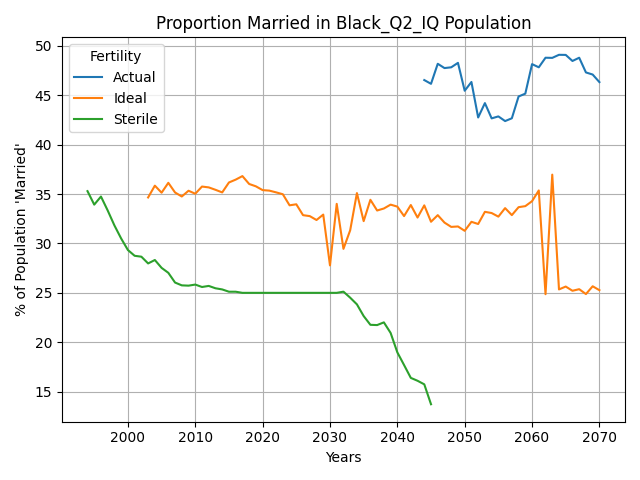 Proportion Married in Black_Q2_IQ Population
% of Population 'Married'
50
45
40
35
30
25
20
15
Fertility
Actual
Ideal
Sterile
2000 2010 2020 2030 2040 2050 2060 2070
Years